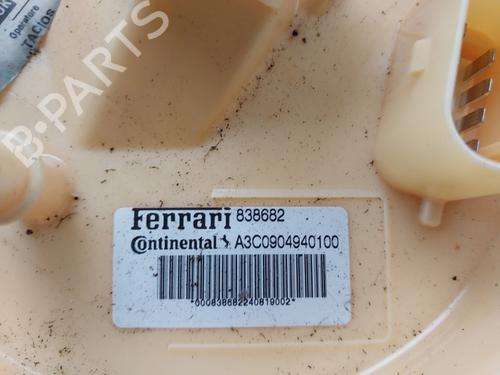 Operatore
TACIOS
B-PARTS
Ferrari 838682
Continental A3C0904940100
*000838682240819002*